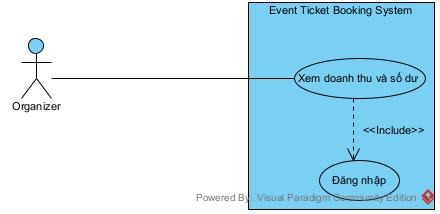 Event Ticket Booking System
Xem doanh thu và số dư
Organizer
<<Include>>
Đăng nhập
Powered By: Visual Paradigm Community Edition